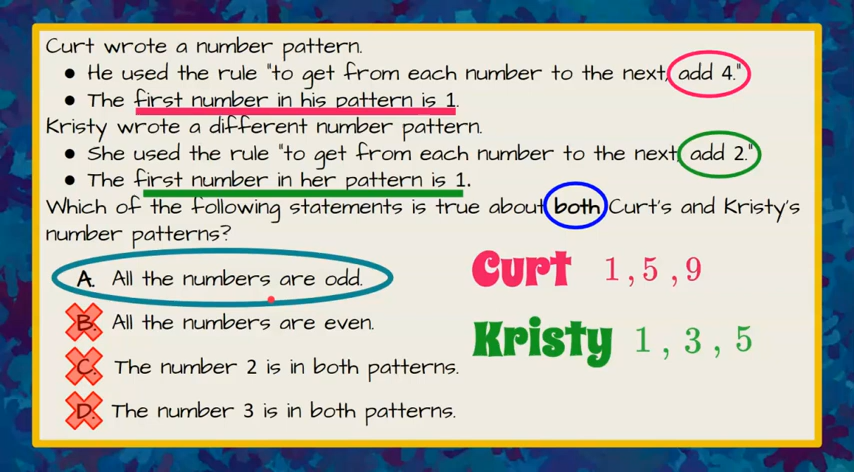 Curt wrote a number pattern.
• He used the rule "to get from each number to the next, add 4."
• The first number in his pattern is 1.
Kristy wrote a different number pattern.
• She used the rule "to get from each number to the next, add 2."
• The first number in her pattern is 1.
Which of the following statements is true about both Curt's and Kristy's
number patterns?
A. All the numbers are odd.
B. All the numbers are even.
C. The number 2 is in both patterns.
D. The number 3 is in both patterns.
Curt 1, 5, 9
Kristy 1, 3, 5